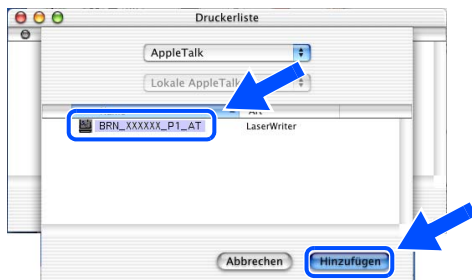 Druckerliste
AppleTalk
Lokale AppleTalk
Art
BRN_XXXXXX_P1_AT LaserWriter
Abbrechen Hinzufügen